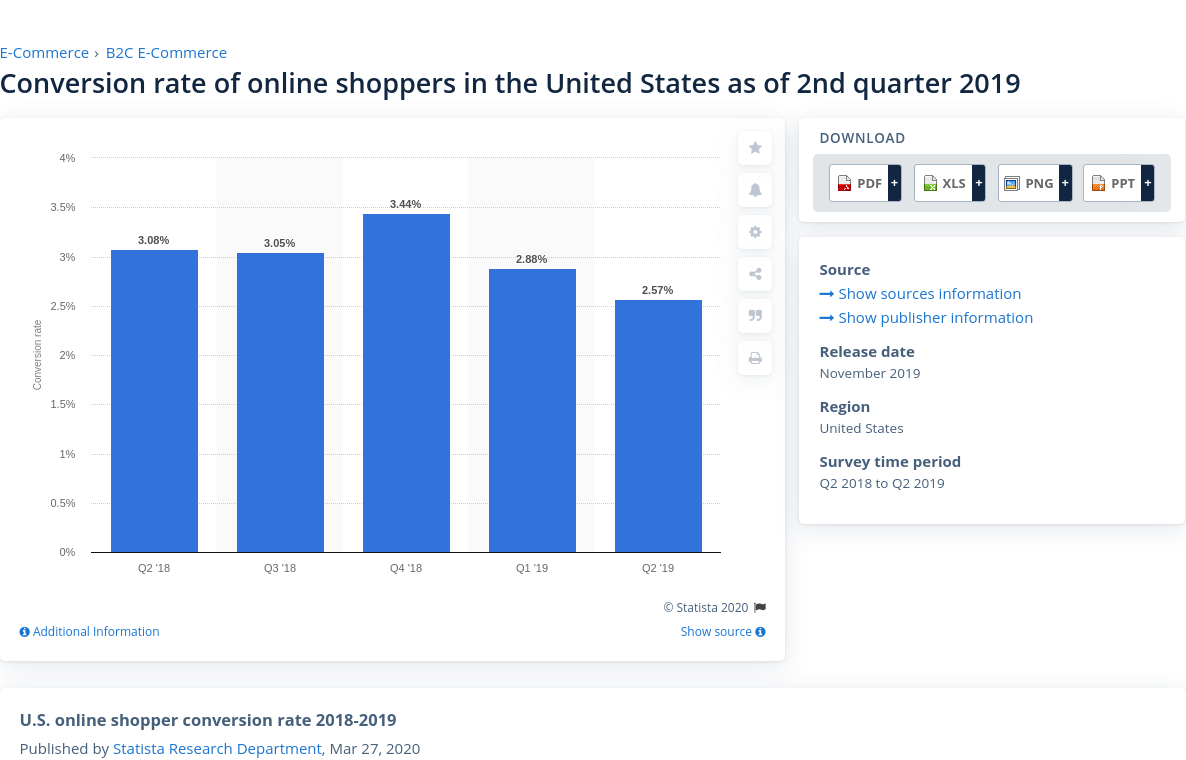 E-Commerce › B2C E-Commerce
Conversion rate of online shoppers in the United States as of 2nd quarter 2019
4%
3.5%
3%
2.5%
2%
1.5%
1%
0.5%
0%
Conversion rate
3.08%
3.05%
3.44%
2.88%
2.57%
Q2 '18
Q3 '18
Q4 '18
Q1 '19
Q2 '19
© Statista 2020
Additional Information
Show source
DOWNLOAD
PDF +
XLS +
PNG +
PPT +
Source
Show sources information
Show publisher information
Release date
November 2019
Region
United States
Survey time period
Q2 2018 to Q2 2019
U.S. online shopper conversion rate 2018-2019
Published by Statista Research Department, Mar 27, 2020